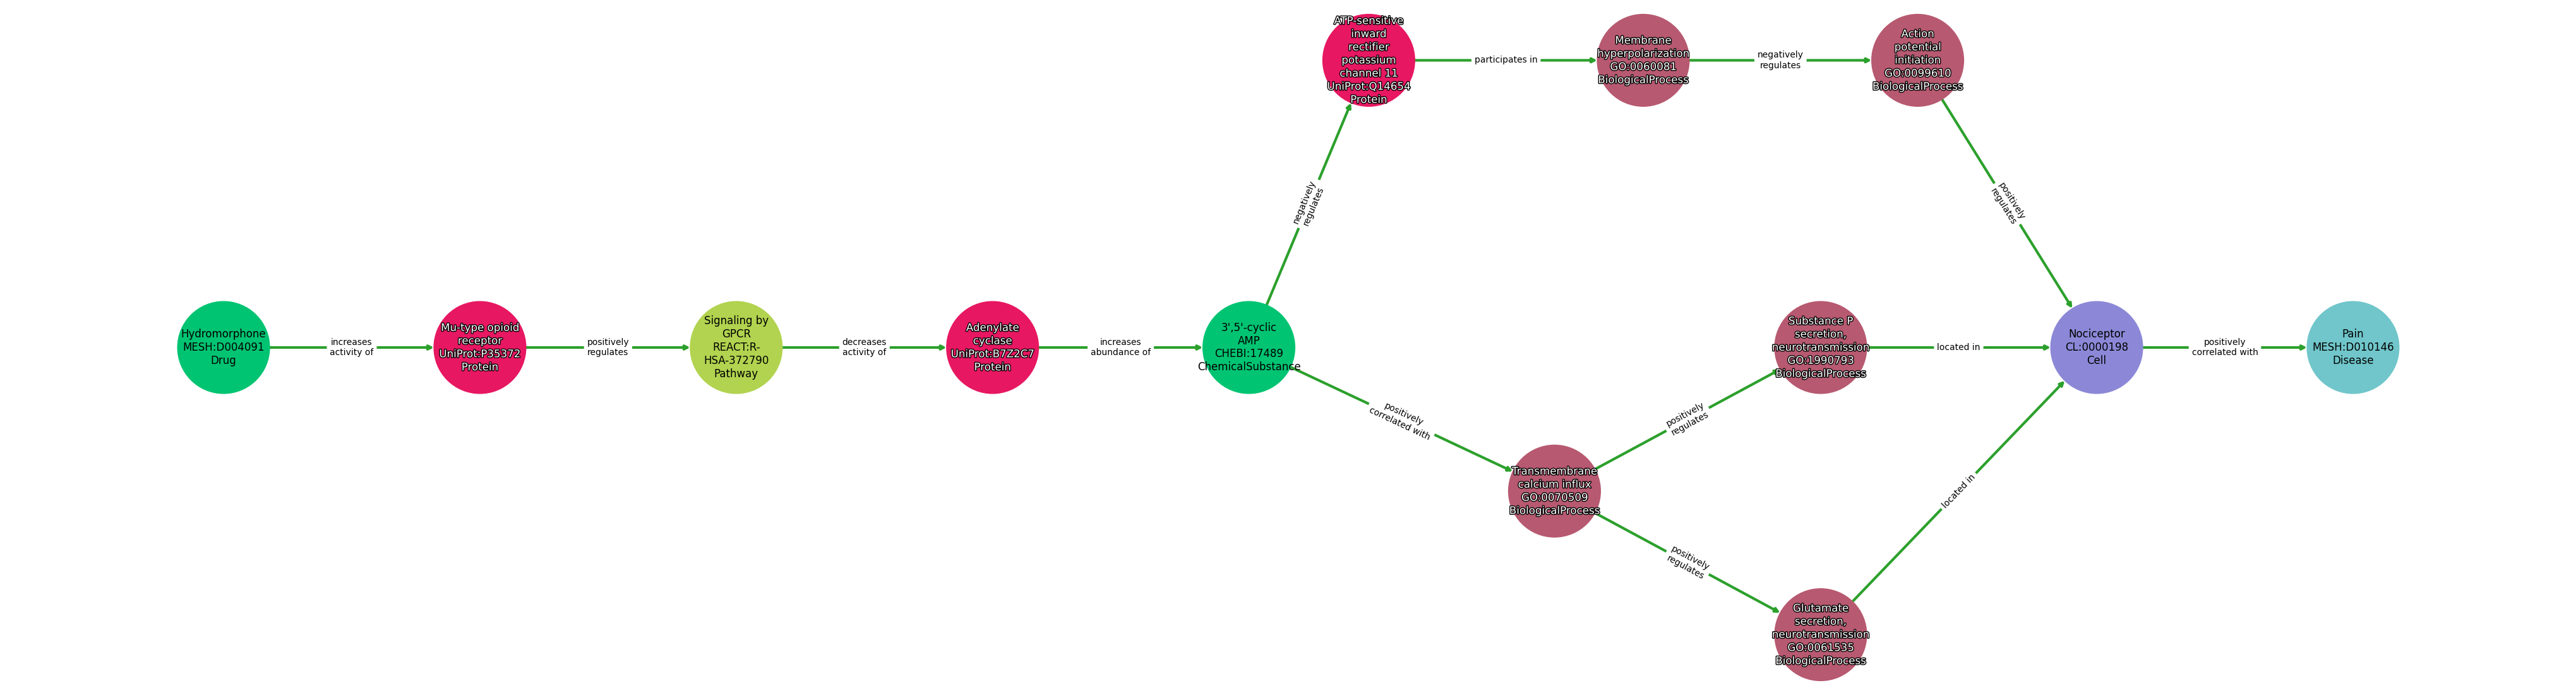 ATP-sensitive
inward
rectifier
potassium
channel 11
UniProt:Q14654
Protein
participates in
Membrane
hyperpolarization
GO:0060081
BiologicalProcess
negatively
regulates
Action
potential
initiation
GO:0099610
BiologicalProcess
negatively
regulates
positively
regulates
Hydromorphone
MESH:D004091
Drug
increases
activity of
Mu-type opioid
receptor
UniProt:P35372
Protein
positively
regulates
Signaling by
GPCR
REACT:R-
HSA-372790
Pathway
decreases
activity of
Adenylate
cyclase
UniProt:B7Z2C7
Protein
increases
abundance of
3',5'-cyclic
AMP
CHEBI:17489
ChemicalSubstance
Substance P
secretion,
neurotransmission
GO:1990793
BiologicalProcess
located in
Nociceptor
CL:0000198
Cell
positively
correlated with
Pain
MESH:D010146
Disease
positively
correlated with
positively
regulates
Transmembrane
calcium influx
GO:0070509
BiologicalProcess
located in
positively
regulates
Glutamate
secretion,
neurotransmission
GO:0061535
BiologicalProcess